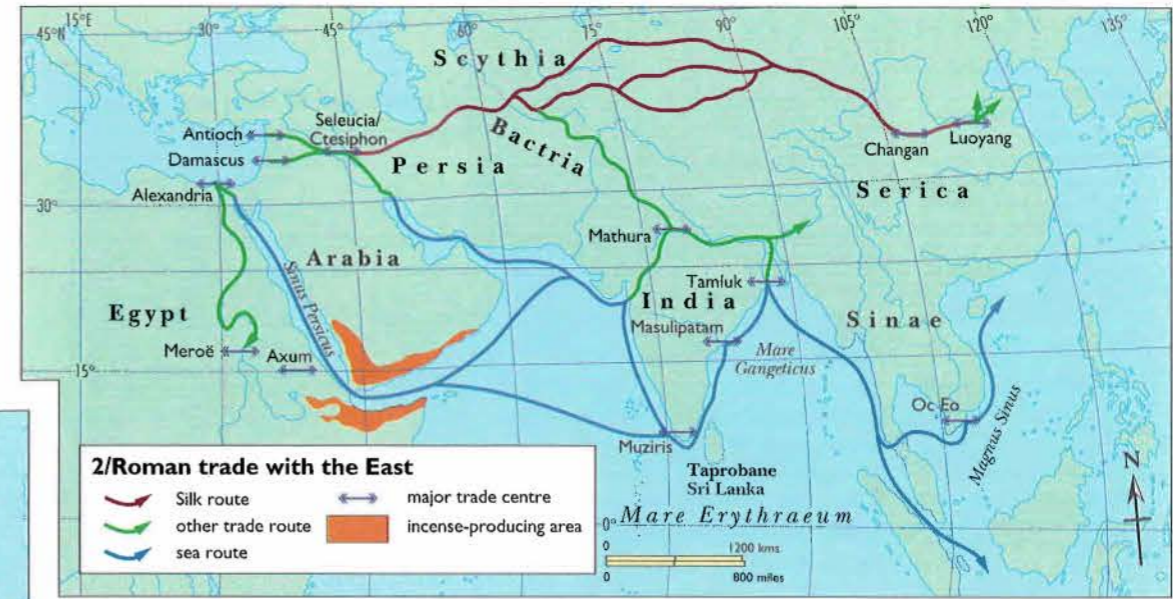 15°E
30°
45°
60°
75°
90°
105°
120°
135°
45°N
Scythia
Antioch
Seleucia/
Ctesiphon
Bactria
Damascus
Persia
Changan
Luoyang
Alexandria
Serica
30°
Mathura
Arabia
Sinus Persicus
Tamluk
India
Egypt
Masulipatam
Sinae
Meroë
Axum
Mare
Gangeticus
15°
Oc Eo
Magnus Sinus
Muziris
N
2/Roman trade with the East
Silk route
major trade centre
other trade route
incense-producing area
sea route
Taprobane
Sri Lanka
0°
Mare Erythraeum
0
1200 kms
0
800 miles